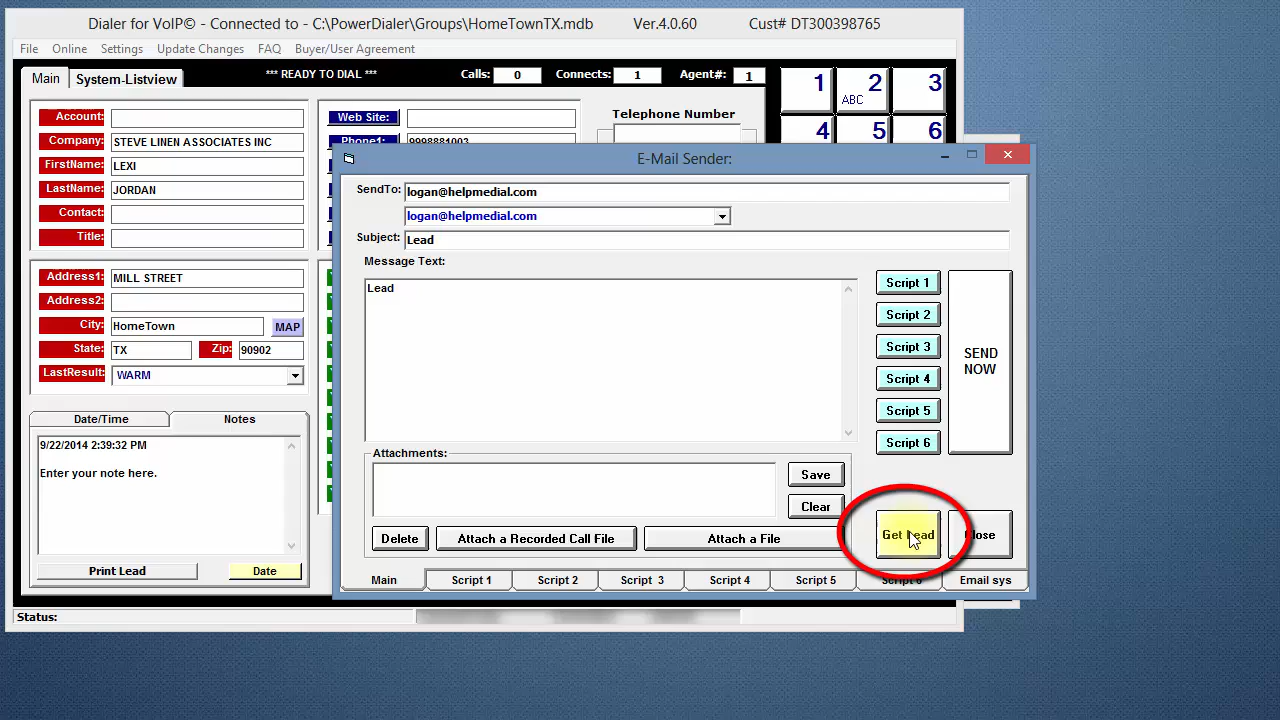 Dialer for VoIP© - Connected to - C:\PowerDialer\Groups\HomeTownTX.mdb Ver.4.0.60 Cust# DT300398765
File Online Settings Update Changes FAQ Buyer/User Agreement
Main System-Listview *** READY TO DIAL *** Calls: 0 Connects: 1 Agent#: 1
1 ABC 2 3
4 5 6
Account:
Web Site:
Telephone Number
Company: STEVE LINEN ASSOCIATES INC
Phone1: 9998881003
FirstName: LEXI
LastName: JORDAN
Contact:
Title:
Address1: MILL STREET
Address2:
City: HomeTown MAP
State: TX Zip: 90902
LastResult: WARM
Date/Time Notes
9/22/2014 2:39:32 PM
Enter your note here.
Print Lead Date
Status:
E-Mail Sender:
SendTo: logan@helpmedial.com
logan@helpmedial.com
Subject: Lead
Message Text:
Lead
Script 1
Script 2
Script 3
Script 4
Script 5
Script 6
SEND
NOW
Attachments:
Save
Clear
Delete Attach a Recorded Call File Attach a File
Get Lead
Main Script 1 Script 2 Script 3 Script 4 Script 5 Script 6 Email sys